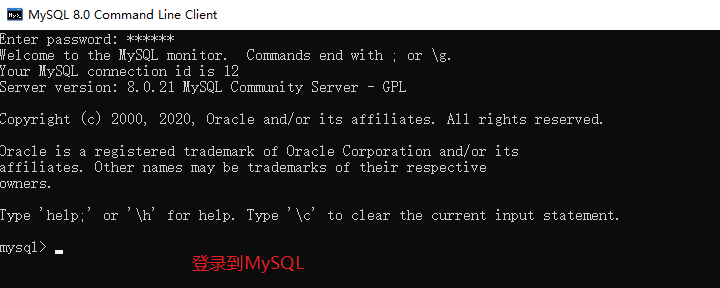 MySQL 8.0 Command Line Client
Enter password: ******
Welcome to the MySQL monitor.  Commands end with ; or \g.
Your MySQL connection id is 12
Server version: 8.0.21 MySQL Community Server - GPL
Copyright (c) 2000, 2020, Oracle and/or its affiliates. All rights reserved.
Oracle is a registered trademark of Oracle Corporation and/or its
affiliates. Other names may be trademarks of their respective
owners.
Type 'help;' or '\h' for help. Type '\c' to clear the current input statement.
mysql> _
登录到MySQL